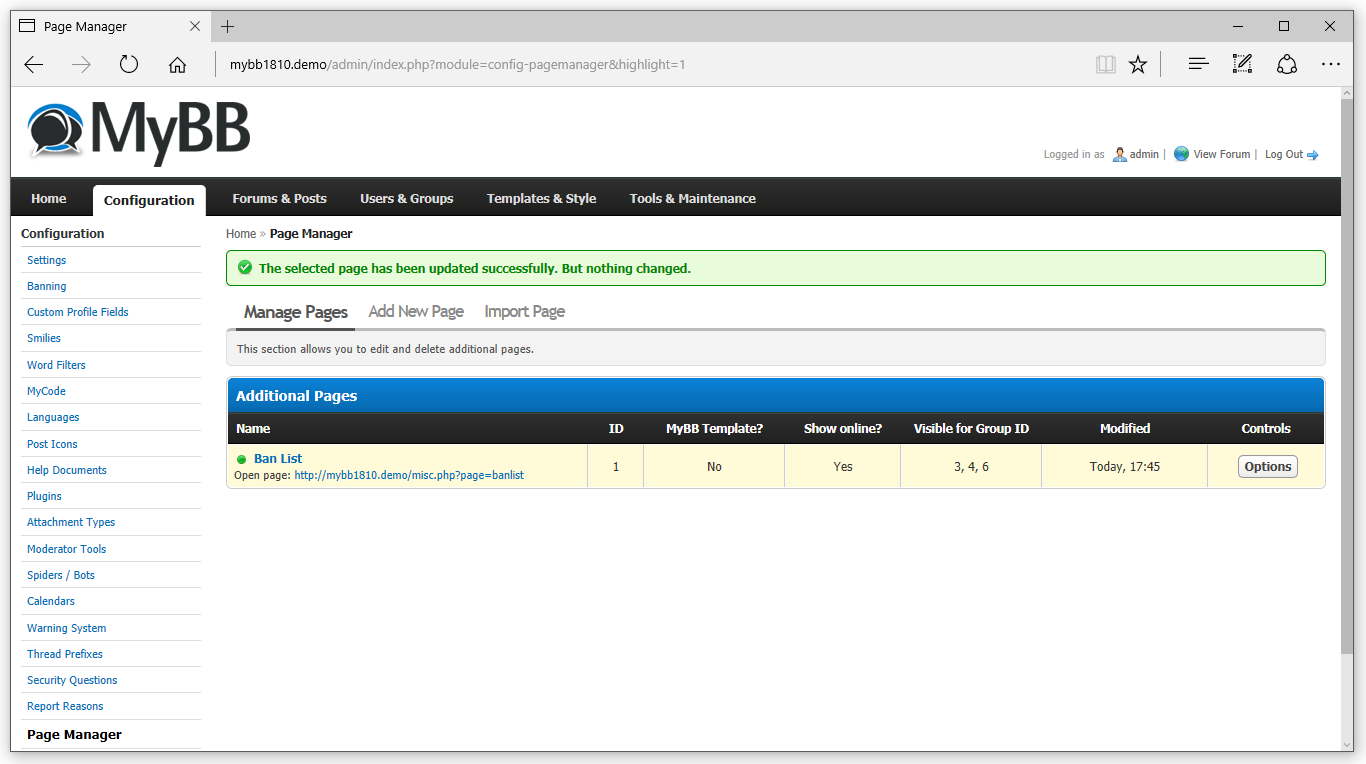 Page Manager
mybb1810.demo/admin/index.php?module=config-pagemanager&highlight=1
MyBB
Logged in as admin | View Forum | Log Out
Home Configuration Forums & Posts Users & Groups Templates & Style Tools & Maintenance
Configuration
Settings
Banning
Custom Profile Fields
Smilies
Word Filters
MyCode
Languages
Post Icons
Help Documents
Plugins
Attachment Types
Moderator Tools
Spiders / Bots
Calendars
Warning System
Thread Prefixes
Security Questions
Report Reasons
Page Manager
Home » Page Manager
The selected page has been updated successfully. But nothing changed.
Manage Pages Add New Page Import Page
This section allows you to edit and delete additional pages.
Additional Pages
Name ID MyBB Template? Show online? Visible for Group ID Modified Controls
Ban List
Open page: http://mybb1810.demo/misc.php?page=banlist
1 No Yes 3, 4, 6 Today, 17:45 Options